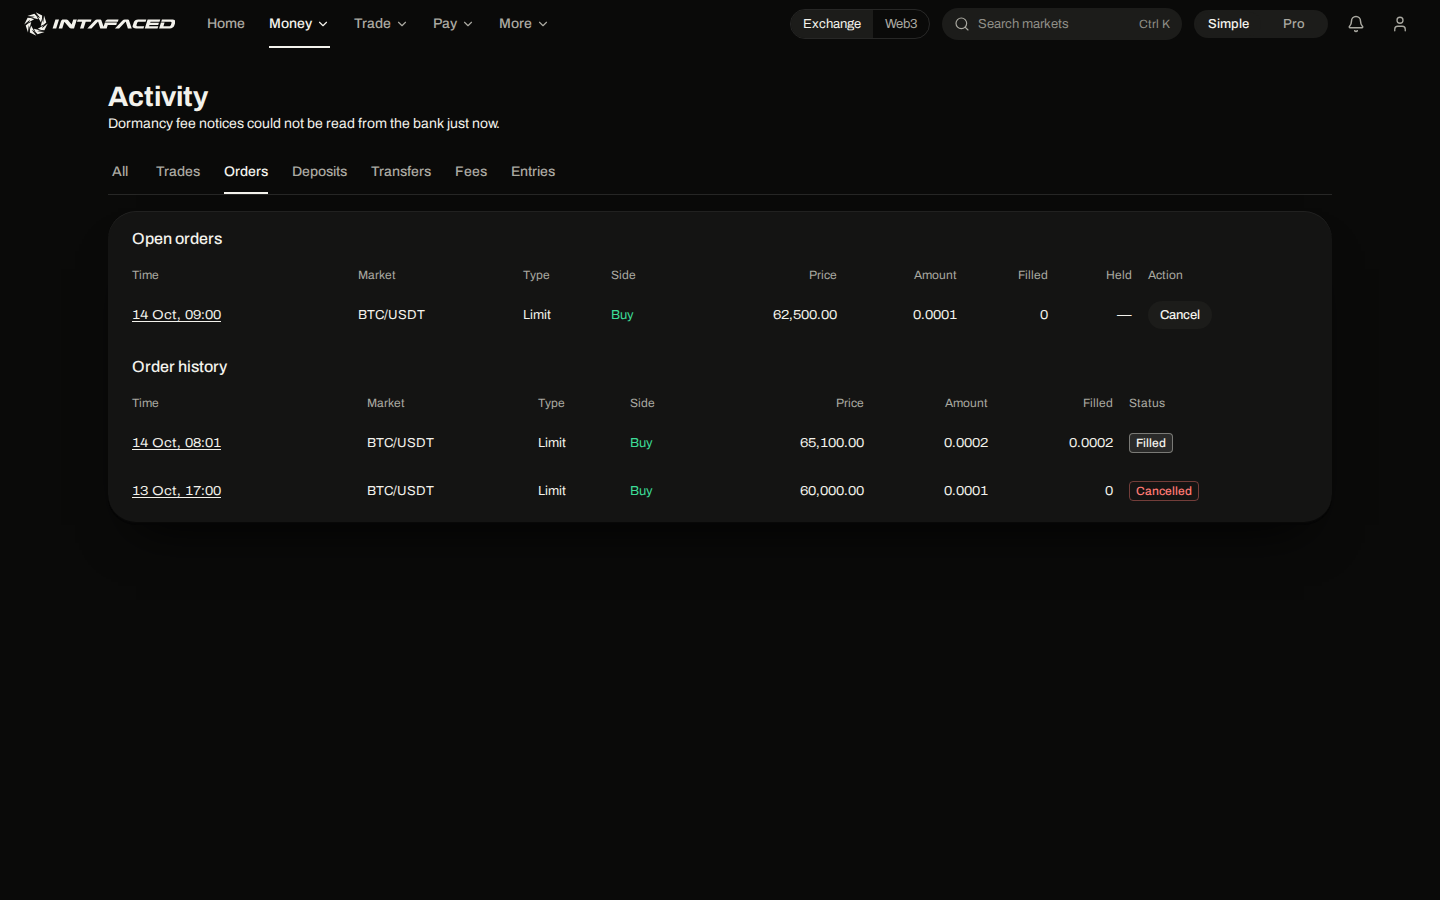 INTAFACED Home Money Trade Pay More Exchange Web3 Search markets Ctrl K Simple Pro
Activity
Dormancy fee notices could not be read from the bank just now.
All Trades Orders Deposits Transfers Fees Entries
Open orders
Time Market Type Side Price Amount Filled Held Action
14 Oct, 09:00 BTC/USDT Limit Buy 62,500.00 0.0001 0 — Cancel
Order history
Time Market Type Side Price Amount Filled Status
14 Oct, 08:01 BTC/USDT Limit Buy 65,100.00 0.0002 0.0002 Filled
13 Oct, 17:00 BTC/USDT Limit Buy 60,000.00 0.0001 0 Cancelled